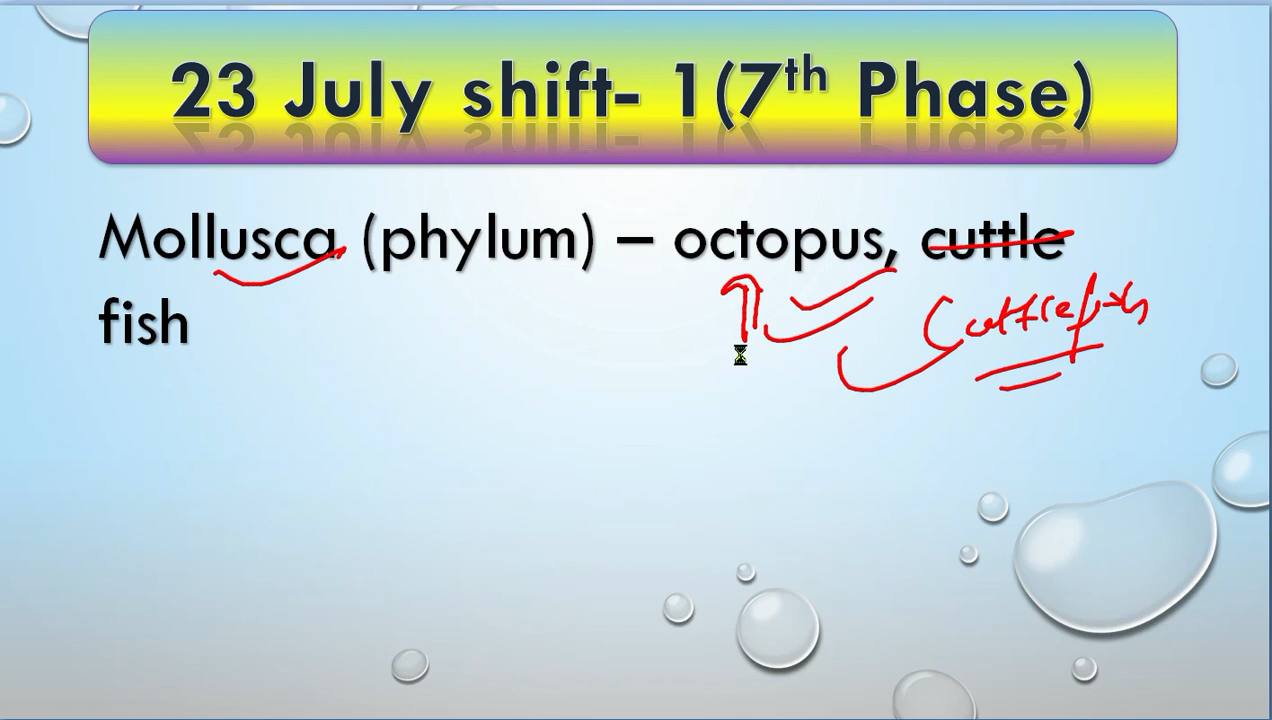 23 July shift- 1(7th Phase)
Mollusca (phylum) – octopus, cuttle
fish
Cuttlefish